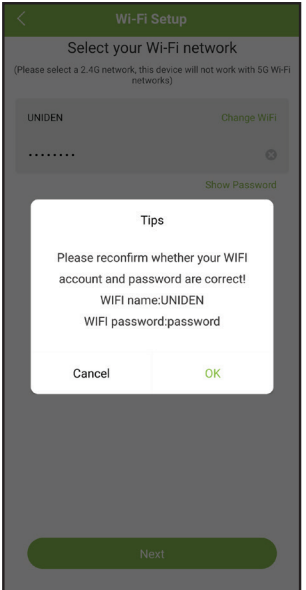 Wi-Fi Setup
Select your Wi-Fi network
(Please select a 2.4G network, this device will not work with 5G Wi-Fi
networks)
UNIDEN
Change WiFi
••••••••
Show Password
Tips
Please reconfirm whether your WIFI
account and password are correct!
WIFI name:UNIDEN
WIFI password:password
Cancel
OK
Next